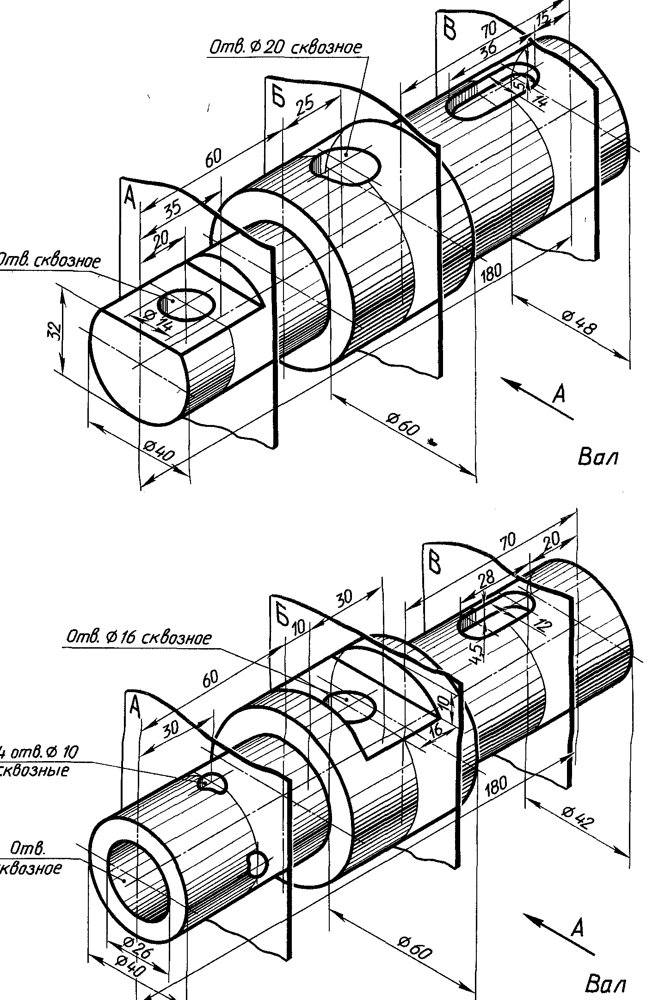 15
В
70
36
Отв. Ø 20 сквозное
5
14
Б
25
60
А
35
20
Отв. сквозное
Ø 14
32
180
Ø 48
А
Ø 60
Ø 40
Вал
70
20
В
28
30
Б
10
12
Отв. Ø 16 сквозное
4,5
60
А
10
30
16
4 отв. Ø 10
сквозные
180
Ø 42
Отв.
сквозное
А
Ø 26
Ø 60
Ø 40
Вал